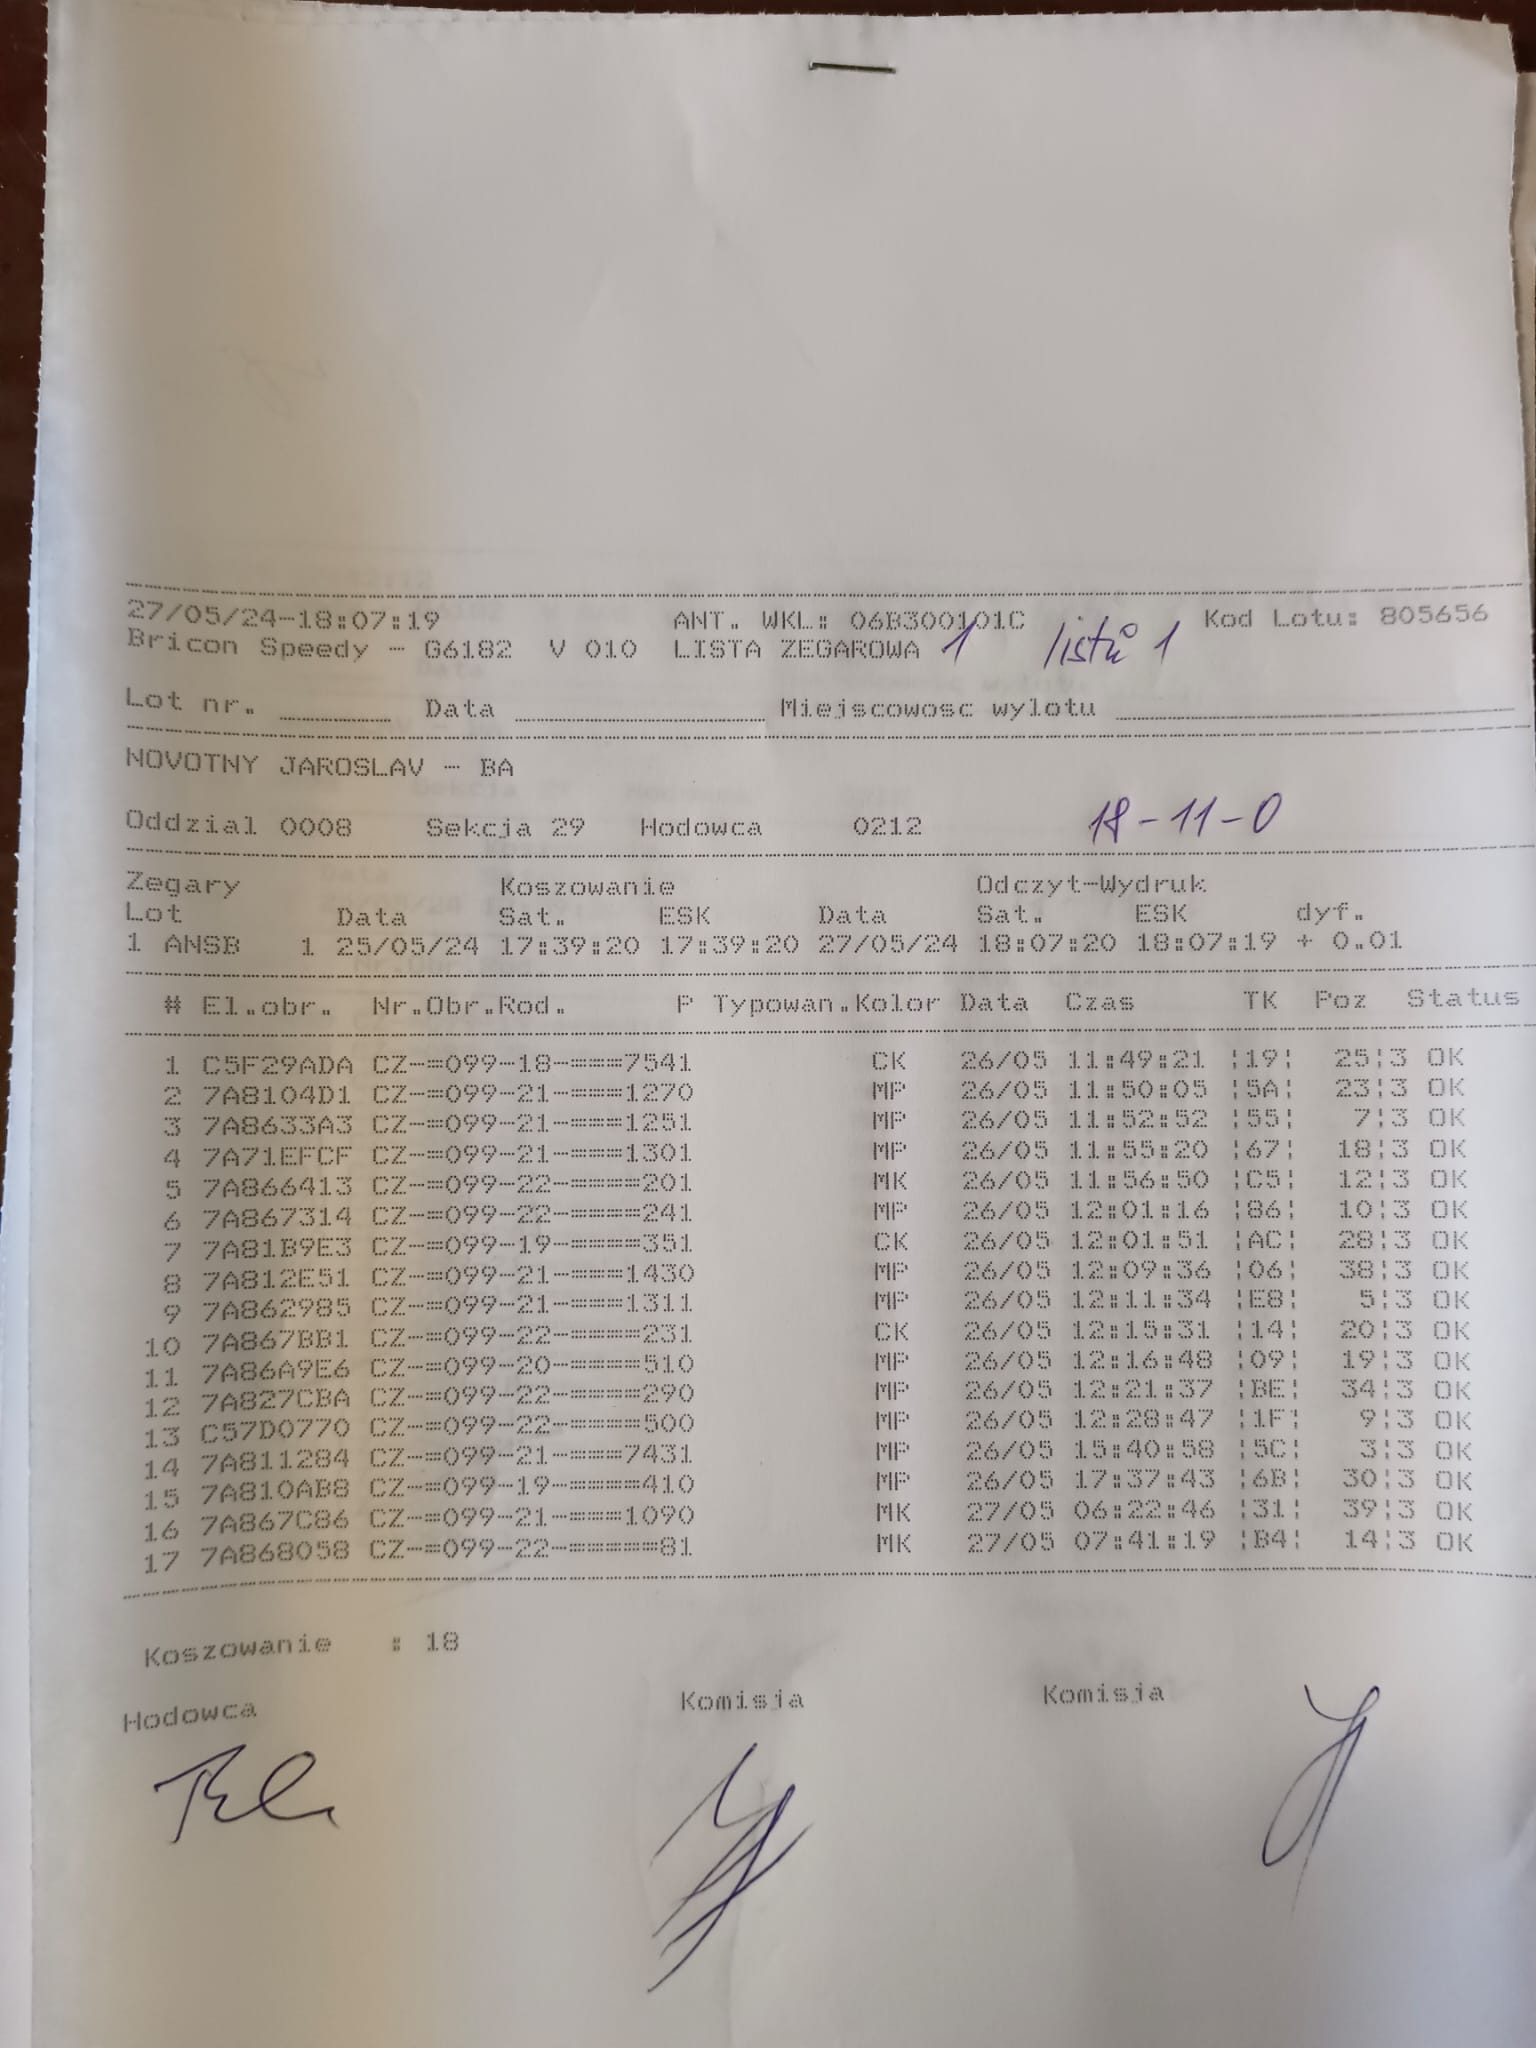 27/05/24-18:07:19 ANT. WKL: 06B300101C Kod Lotu: 805656
Bricon Speedy - G6182 V 010 LISTA ZEGAROWA 1 listů 1
Lot nr. Data Miejscowosc wylotu
NOVOTNY JAROSLAV - BA
Oddzial 0008 Sekcja 29 Hodowca 0212 18-11-0
Zegary Koszowanie Odczyt-Wydruk
Lot Data Sat. ESK Data Sat. ESK dyf.
1 ANSB 1 25/05/24 17:39:20 17:39:20 27/05/24 18:07:20 18:07:19 + 0.01
# El.obr. Nr.Obr.Rod. P Typowan.Kolor Data Czas TK Poz Status
1 C5F29ADA CZ-=099-18-===7541 CK 26/05 11:49:21 ¦19¦ 25¦3 OK
2 7A8104D1 CZ-=099-21-===1270 MP 26/05 11:50:05 ¦5A¦ 23¦3 OK
3 7A8633A3 CZ-=099-21-===1251 MP 26/05 11:52:52 ¦55¦ 7¦3 OK
4 7A71EFCF CZ-=099-21-===1301 MP 26/05 11:55:20 ¦67¦ 18¦3 OK
5 7A866413 CZ-=099-22-====201 MK 26/05 11:56:50 ¦C5¦ 12¦3 OK
6 7A867314 CZ-=099-22-====241 MP 26/05 12:01:16 ¦86¦ 10¦3 OK
7 7A81B9E3 CZ-=099-19-====351 CK 26/05 12:01:51 ¦AC¦ 28¦3 OK
8 7A812E51 CZ-=099-21-===1430 MP 26/05 12:09:36 ¦06¦ 38¦3 OK
9 7A862985 CZ-=099-21-===1311 MP 26/05 12:11:34 ¦E8¦ 5¦3 OK
10 7A867BB1 CZ-=099-22-====231 CK 26/05 12:15:31 ¦14¦ 20¦3 OK
11 7A86A9E6 CZ-=099-20-====510 MP 26/05 12:16:48 ¦09¦ 19¦3 OK
12 7A827CBA CZ-=099-22-====290 MP 26/05 12:21:37 ¦BE¦ 34¦3 OK
13 C57D0770 CZ-=099-22-====500 MP 26/05 12:28:47 ¦1F¦ 9¦3 OK
14 7A811284 CZ-=099-21-===7431 MP 26/05 15:40:58 ¦5C¦ 3¦3 OK
15 7A810AB8 CZ-=099-19-====410 MP 26/05 17:37:43 ¦6B¦ 30¦3 OK
16 7A867C86 CZ-=099-21-===1090 MK 27/05 06:22:46 ¦31¦ 39¦3 OK
17 7A868058 CZ-=099-22-=====81 MK 27/05 07:41:19 ¦B4¦ 14¦3 OK
Koszowanie : 18
Hodowca Komisja Komisja